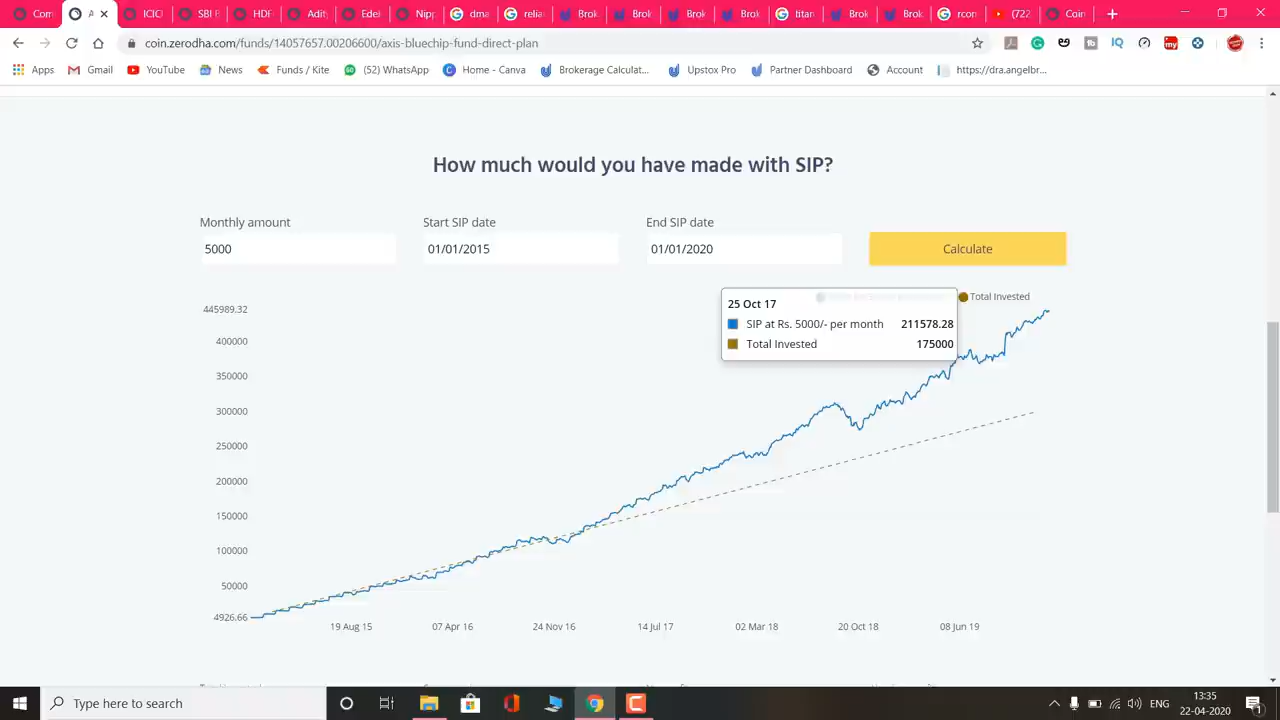 Com
A
ICICI
SBI B
HDF
Adity
Edel
Nipp
dma
relian
Brok
Brok
Brok
Brok
titan
Brok
Brok
rcon
(722
Coin
coin.zerodha.com/funds/14057657.00206600/axis-bluechip-fund-direct-plan
Apps
Gmail
YouTube
News
Funds / Kite
(52) WhatsApp
Home - Canva
Brokerage Calculat...
Upstox Pro
Partner Dashboard
Account
https://dra.angelbr...
How much would you have made with SIP?
Monthly amount
Start SIP date
End SIP date
5000
01/01/2015
01/01/2020
Calculate
Total Invested
25 Oct 17
SIP at Rs. 5000/- per month 211578.28
Total Invested 175000
445989.32
400000
350000
300000
250000
200000
150000
100000
50000
4926.66
19 Aug 15
07 Apr 16
24 Nov 16
14 Jul 17
02 Mar 18
20 Oct 18
08 Jun 19
Type here to search
ENG
13:35
22-04-2020